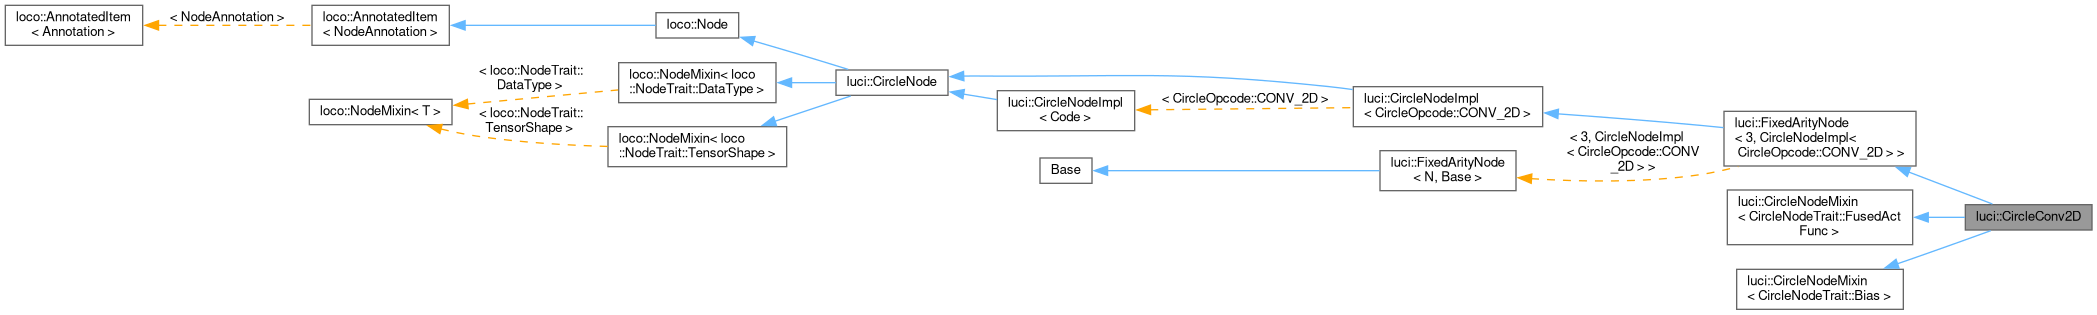 loco::AnnotatedItem
< Annotation >
< NodeAnnotation >
loco::AnnotatedItem
< NodeAnnotation >
loco::Node
< loco::NodeTrait::
DataType >
loco::NodeMixin< loco
::NodeTrait::DataType >
luci::CircleNode
loco::NodeMixin< T >
< loco::NodeTrait::
TensorShape >
loco::NodeMixin< loco
::NodeTrait::TensorShape >
luci::CircleNodeImpl
< Code >
< CircleOpcode::CONV_2D >
luci::CircleNodeImpl
< CircleOpcode::CONV_2D >
Base
luci::FixedArityNode
< N, Base >
< 3, CircleNodeImpl
< CircleOpcode::CONV
_2D > >
luci::FixedArityNode
< 3, CircleNodeImpl<
CircleOpcode::CONV_2D > >
luci::CircleNodeMixin
< CircleNodeTrait::FusedAct
Func >
luci::CircleConv2D
luci::CircleNodeMixin
< CircleNodeTrait::Bias >